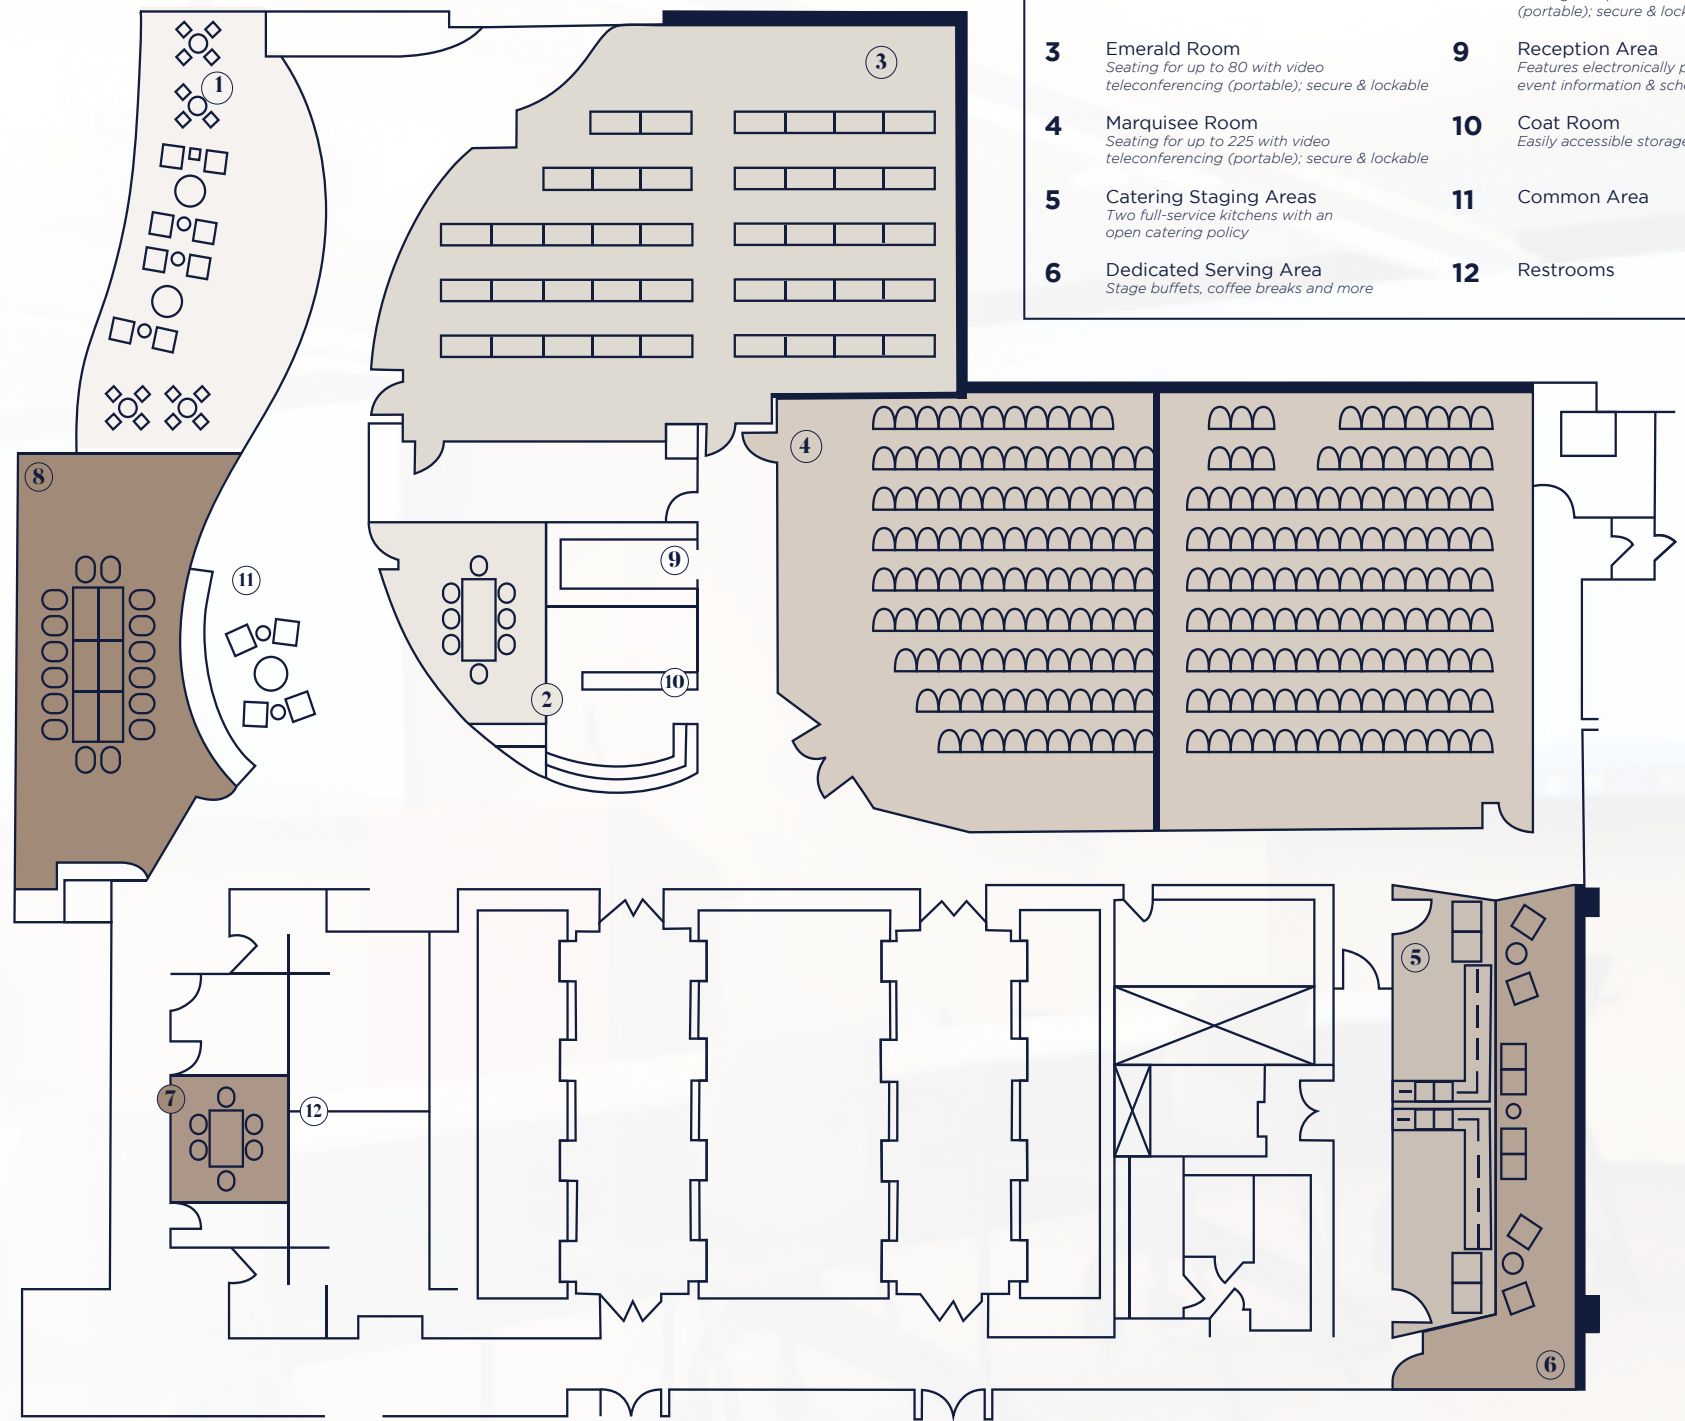 (portable); secure & lock
3 Emerald Room
Seating for up to 80 with video
teleconferencing (portable); secure & lockable
4 Marquisee Room
Seating for up to 225 with video
teleconferencing (portable); secure & lockable
5 Catering Staging Areas
Two full-service kitchens with an
open catering policy
6 Dedicated Serving Area
Stage buffets, coffee breaks and more
9 Reception Area
Features electronically
event information &
10 Coat Room
Easily accessible storage
11 Common Area
12 Restrooms
1
3
4
8
11
9
2
10
5
7
12
6